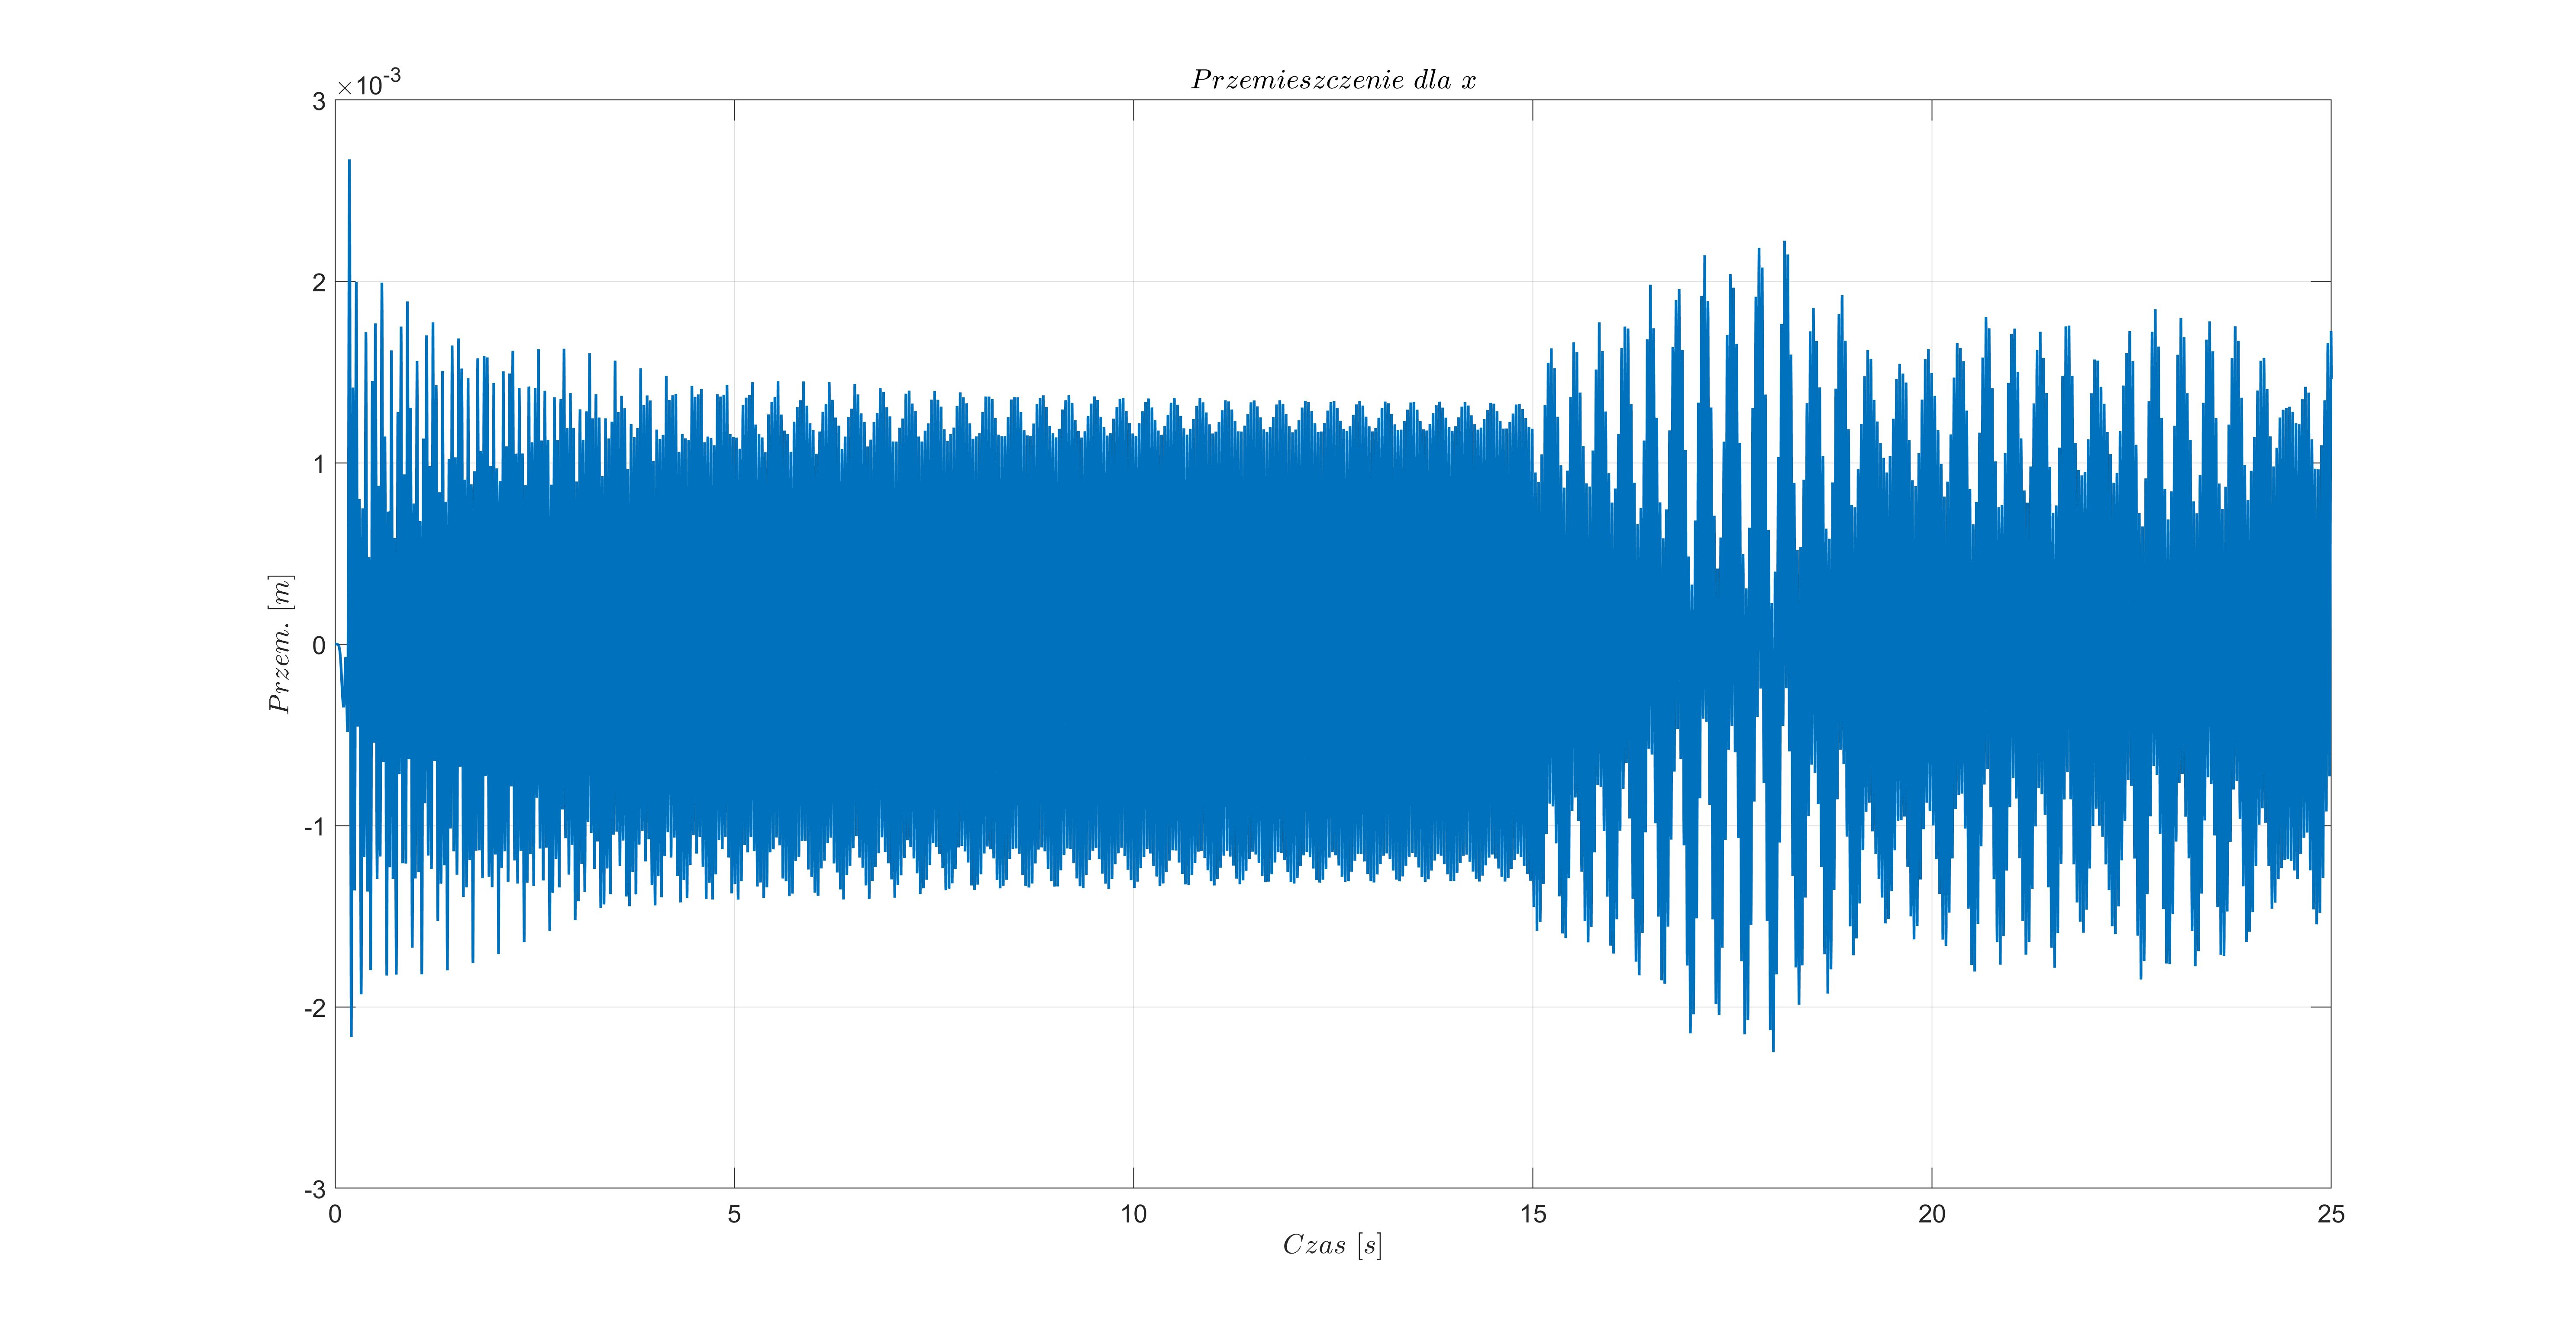 Przemieszczenie dla x
×10⁻³
3
2
1
0
-1
-2
-3
Przem. [m]
0 5 10 15 20 25
Czas [s]